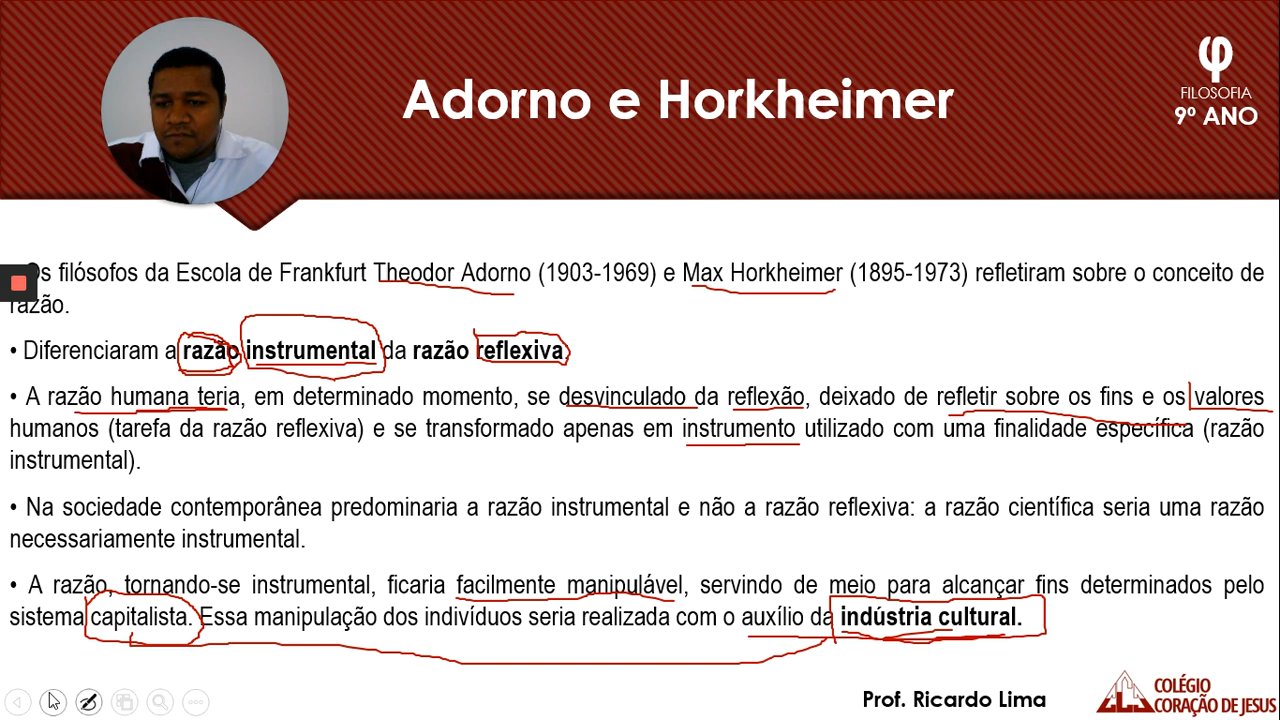 Adorno e Horkheimer
φ
FILOSOFIA
9º ANO
Os filósofos da Escola de Frankfurt Theodor Adorno (1903-1969) e Max Horkheimer (1895-1973) refletiram sobre o conceito de
razão.
• Diferenciaram a razão instrumental da razão reflexiva
• A razão humana teria, em determinado momento, se desvinculado da reflexão, deixado de refletir sobre os fins e os valores
humanos (tarefa da razão reflexiva) e se transformado apenas em instrumento utilizado com uma finalidade específica (razão
instrumental).
• Na sociedade contemporânea predominaria a razão instrumental e não a razão reflexiva: a razão científica seria uma razão
necessariamente instrumental.
• A razão, tornando-se instrumental, ficaria facilmente manipulável, servindo de meio para alcançar fins determinados pelo
sistema capitalista. Essa manipulação dos indivíduos seria realizada com o auxílio da indústria cultural.
Prof. Ricardo Lima
COLÉGIO
CORAÇÃO DE JESUS